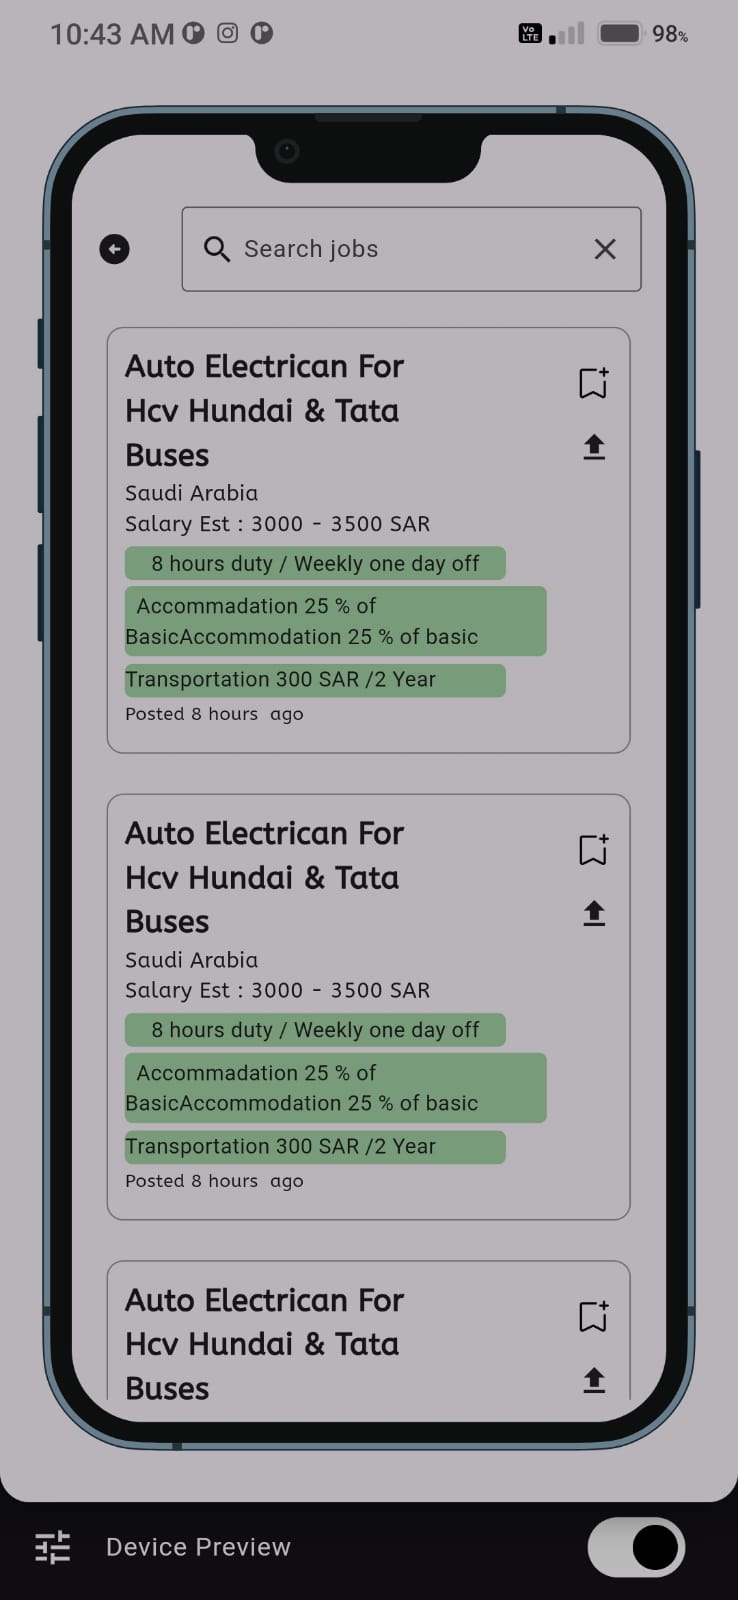 10:43 AM
Vo LTE
98%
Search jobs
Auto Electrican For
Hcv Hundai & Tata
Buses
Saudi Arabia
Salary Est : 3000 - 3500 SAR
8 hours duty / Weekly one day off
Accommadation 25 % of
BasicAccommodation 25 % of basic
Transportation 300 SAR /2 Year
Posted 8 hours  ago
Auto Electrican For
Hcv Hundai & Tata
Buses
Saudi Arabia
Salary Est : 3000 - 3500 SAR
8 hours duty / Weekly one day off
Accommadation 25 % of
BasicAccommodation 25 % of basic
Transportation 300 SAR /2 Year
Posted 8 hours  ago
Auto Electrican For
Hcv Hundai & Tata
Buses
Device Preview